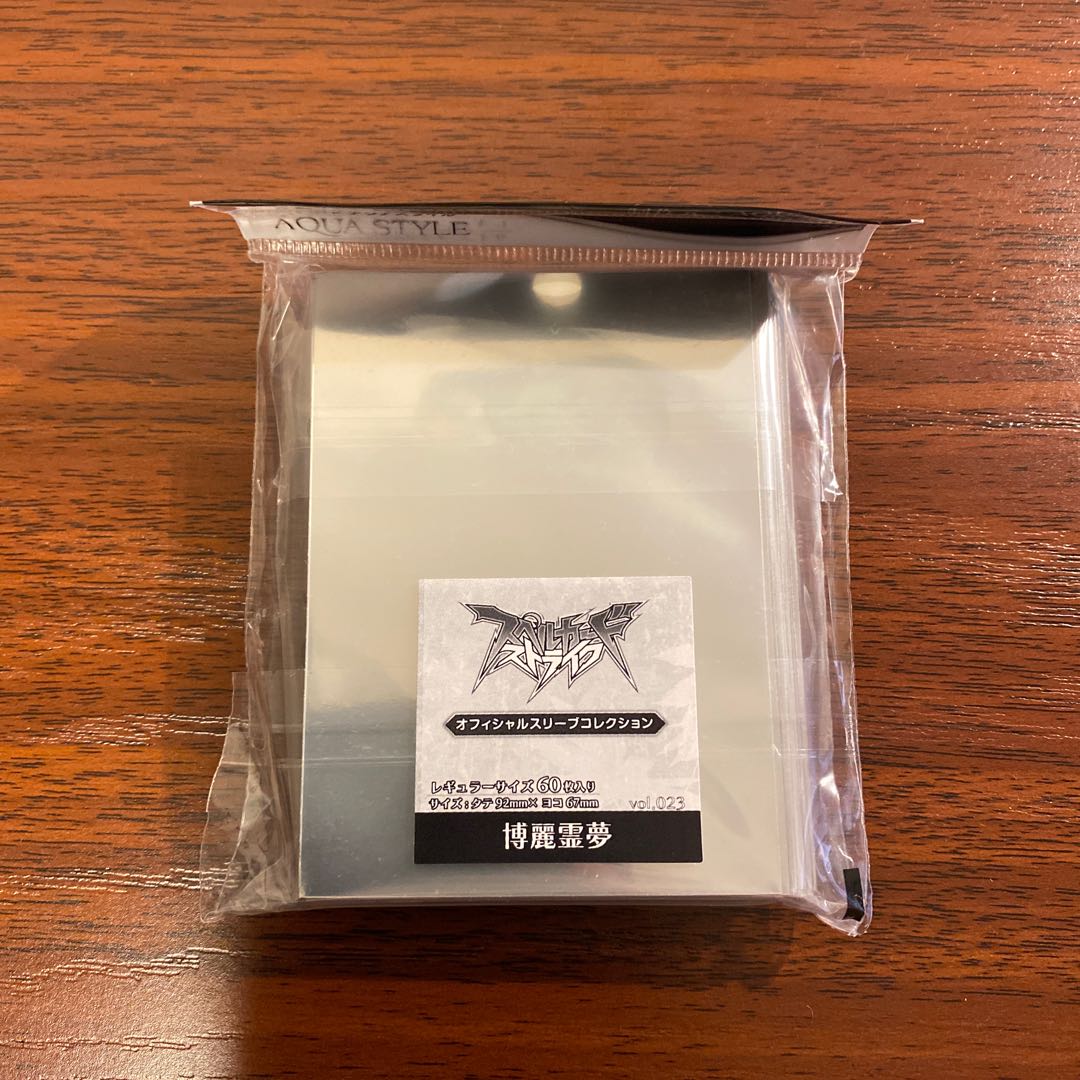 AQUA STYLE
スペルカード
ストライク
オフィシャルスリーブコレクション
レギュラーサイズ60枚入り
サイズ:タテ92mm×ヨコ67mm vol.023
博麗霊夢